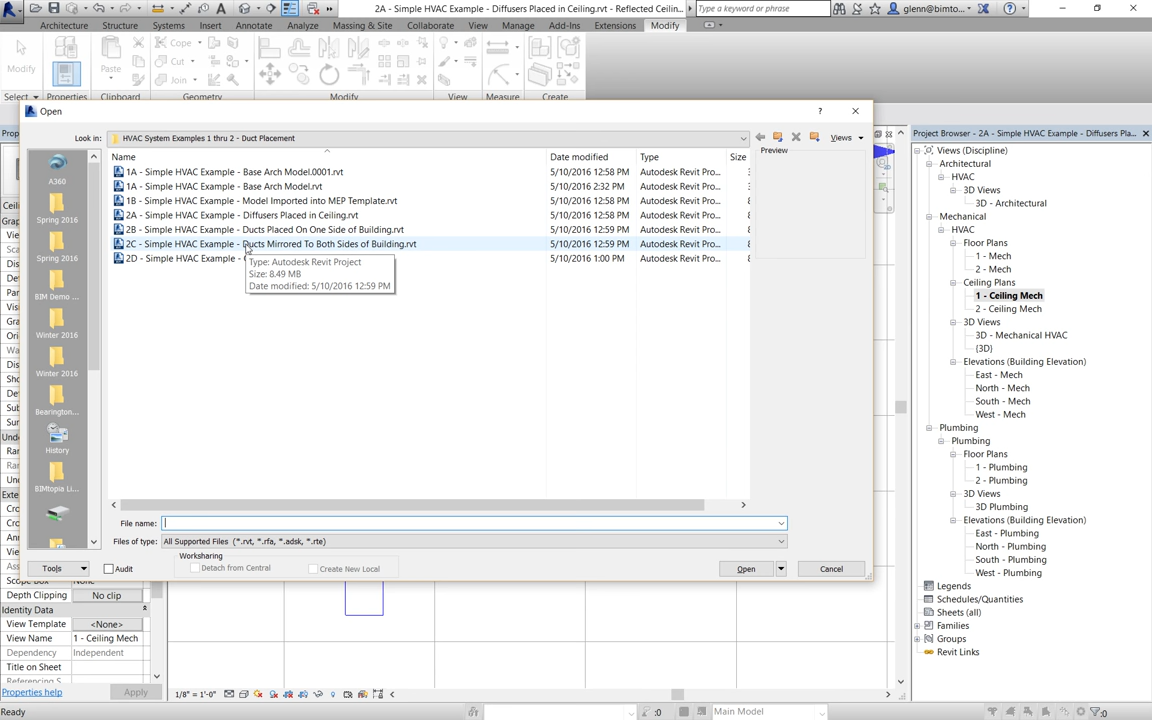 2A - Simple HVAC Example - Diffusers Placed in Ceiling.rvt - Reflected Ceilin...
Type a keyword or phrase
glenn@bimto...
Architecture Structure Systems Insert Annotate Analyze Massing & Site Collaborate View Manage Add-Ins Extensions Modify
Modify
Cope
Cut
Join
Paste
Select Properties Clipboard Geometry Modify View Measure Create
Open
Look in: HVAC System Examples 1 thru 2 - Duct Placement
Views
Name Date modified Type Size
Preview
1A - Simple HVAC Example - Base Arch Model.0001.rvt 5/10/2016 12:58 PM Autodesk Revit Pro...
1A - Simple HVAC Example - Base Arch Model.rvt 5/10/2016 2:32 PM Autodesk Revit Pro...
1B - Simple HVAC Example - Model Imported into MEP Template.rvt 5/10/2016 12:58 PM Autodesk Revit Pro...
2A - Simple HVAC Example - Diffusers Placed in Ceiling.rvt 5/10/2016 12:58 PM Autodesk Revit Pro...
2B - Simple HVAC Example - Ducts Placed On One Side of Building.rvt 5/10/2016 12:59 PM Autodesk Revit Pro...
2C - Simple HVAC Example - Ducts Mirrored To Both Sides of Building.rvt 5/10/2016 12:59 PM Autodesk Revit Pro...
2D - Simple HVAC Example - 5/10/2016 1:00 PM Autodesk Revit Pro...
Type: Autodesk Revit Project
Size: 8.49 MB
Date modified: 5/10/2016 12:59 PM
A360
Spring 2016
Spring 2016
BIM Demo ...
Winter 2016
Winter 2016
Bearington...
History
BIMtopia Li...
File name:
Files of type: All Supported Files (*.rvt, *.rfa, *.adsk, *.rte)
Worksharing
Tools
Audit
Detach from Central
Create New Local
Open
Cancel
Scope Box None
Depth Clipping No clip
Identity Data
View Template <None>
View Name 1 - Ceiling Mech
Dependency Independent
Title on Sheet
Properties help
Apply
1/8" = 1'-0"
Ready
:0
Main Model
:0
Project Browser - 2A - Simple HVAC Example - Diffusers Pla...
Views (Discipline)
Architectural
HVAC
3D Views
3D - Architectural
Mechanical
HVAC
Floor Plans
1 - Mech
2 - Mech
Ceiling Plans
1 - Ceiling Mech
2 - Ceiling Mech
3D Views
3D - Mechanical HVAC
{3D}
Elevations (Building Elevation)
East - Mech
North - Mech
South - Mech
West - Mech
Plumbing
Plumbing
Floor Plans
1 - Plumbing
2 - Plumbing
3D Views
3D Plumbing
Elevations (Building Elevation)
East - Plumbing
North - Plumbing
South - Plumbing
West - Plumbing
Legends
Schedules/Quantities
Sheets (all)
Families
Groups
Revit Links